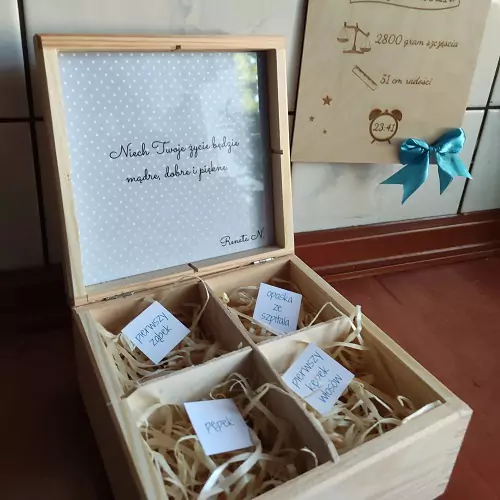 2800 gram szczęścia
51 cm radości
23:41
Niech Twoje życie będzie
mądre, dobre i piękne.
Renata N.
pierwszy
ząbek
opaska
ze
szpitala
pierwszy
kęzek
włosów
pępek